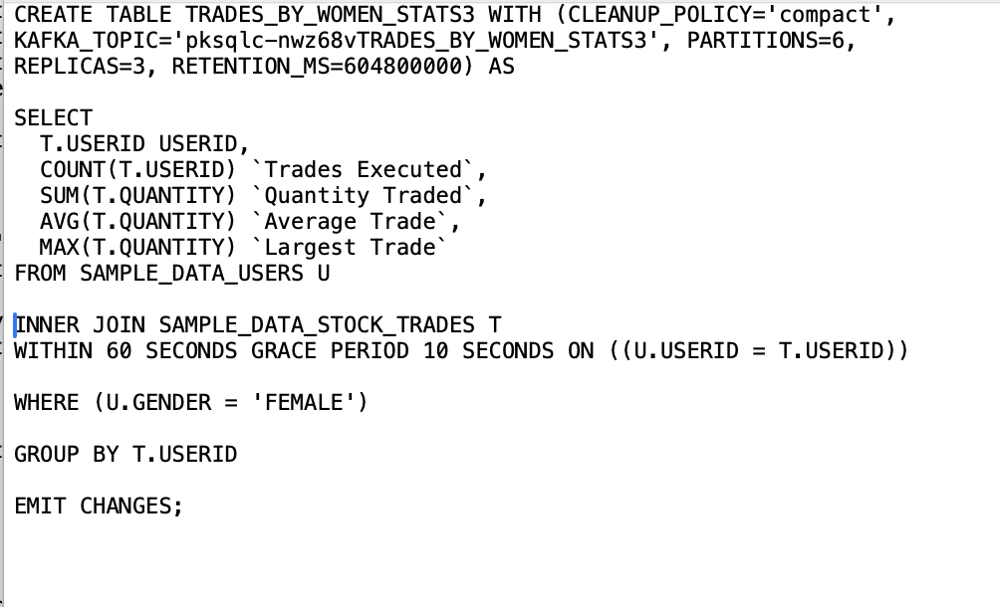 CREATE TABLE TRADES_BY_WOMEN_STATS3 WITH (CLEANUP_POLICY='compact',
KAFKA_TOPIC='pksqlc-nwz68vTRADES_BY_WOMEN_STATS3', PARTITIONS=6,
REPLICAS=3, RETENTION_MS=604800000) AS
SELECT
T.USERID USERID,
COUNT(T.USERID) `Trades Executed`,
SUM(T.QUANTITY) `Quantity Traded`,
AVG(T.QUANTITY) `Average Trade`,
MAX(T.QUANTITY) `Largest Trade`
FROM SAMPLE_DATA_USERS U
INNER JOIN SAMPLE_DATA_STOCK_TRADES T
WITHIN 60 SECONDS GRACE PERIOD 10 SECONDS ON ((U.USERID = T.USERID))
WHERE (U.GENDER = 'FEMALE')
GROUP BY T.USERID
EMIT CHANGES;